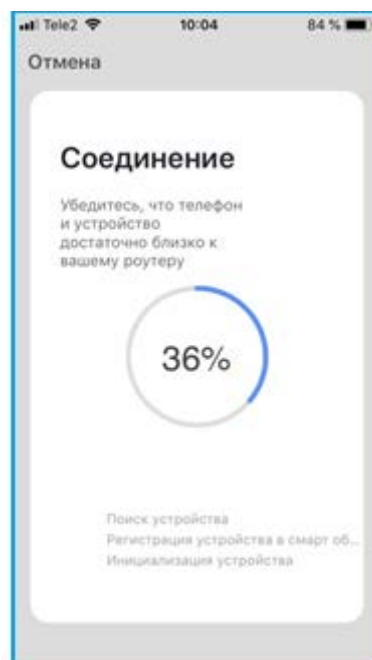 Tele2 10:04 84 %
Отмена
Соединение
Убедитесь, что телефон
и устройство
достаточно близко к
вашему роутеру
36%
Поиск устройства
Регистрация устройства в смарт об...
Инициализация устройства